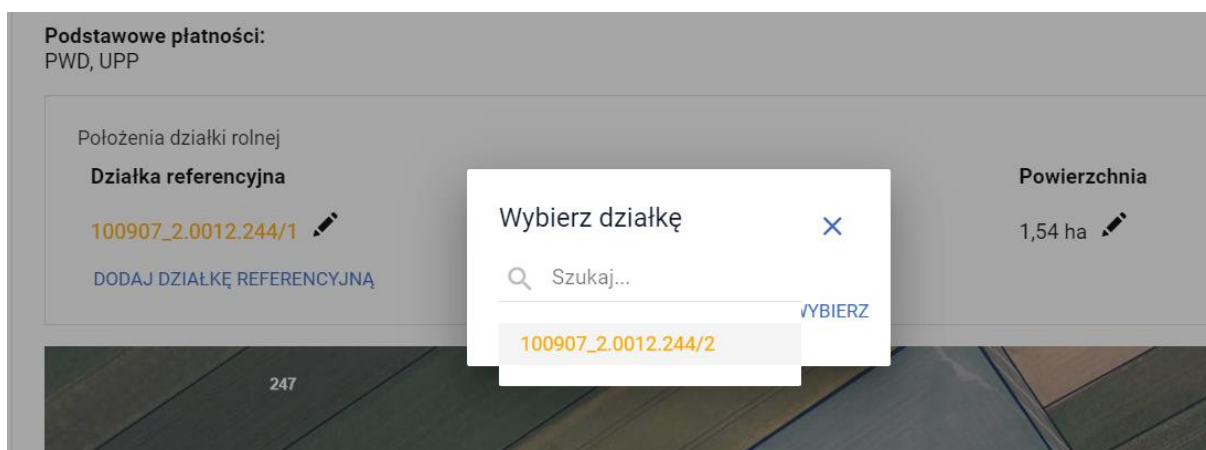 Podstawowe płatności:
PWD, UPP
Położenia działki rolnej
Działka referencyjna
Powierzchnia
100907_2.0012.244/1
1,54 ha
DODAJ DZIAŁKĘ REFERENCYJNĄ
Wybierz działkę
Szukaj...
WYBIERZ
100907_2.0012.244/2
247